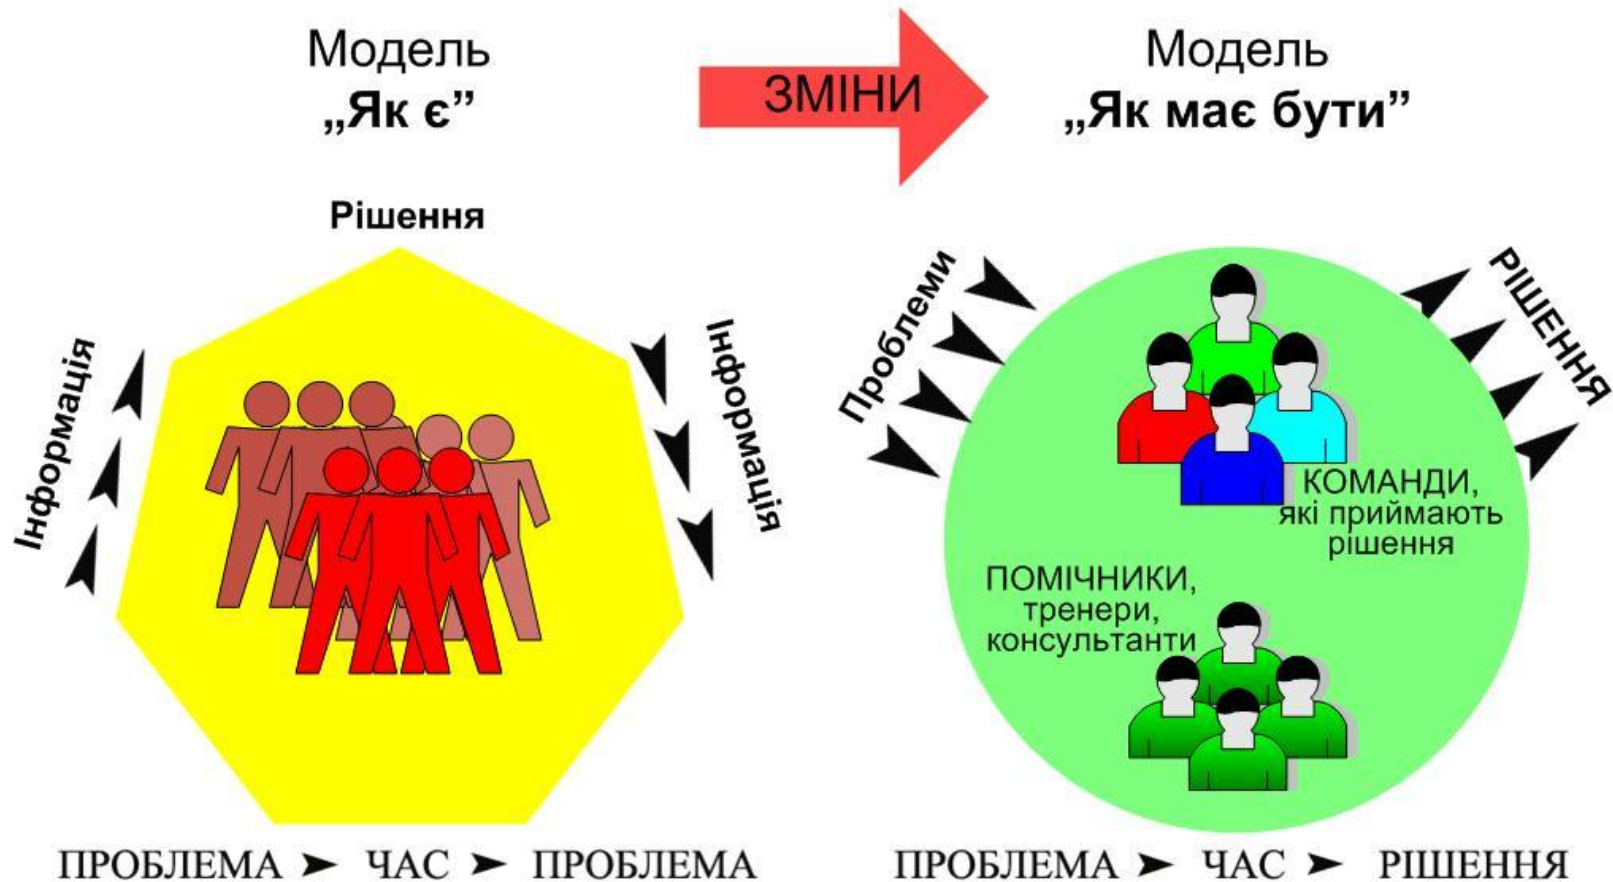 Модель
„Як є”
ЗМІНИ
Модель
„Як має бути”
Рішення
Інформація
Інформація
Проблеми
РІШЕННЯ
КОМАНДИ,
які приймають
рішення
ПОМІЧНИКИ,
тренери,
консультанти
ПРОБЛЕМА ➤ ЧАС ➤ ПРОБЛЕМА
ПРОБЛЕМА ➤ ЧАС ➤ РІШЕННЯ